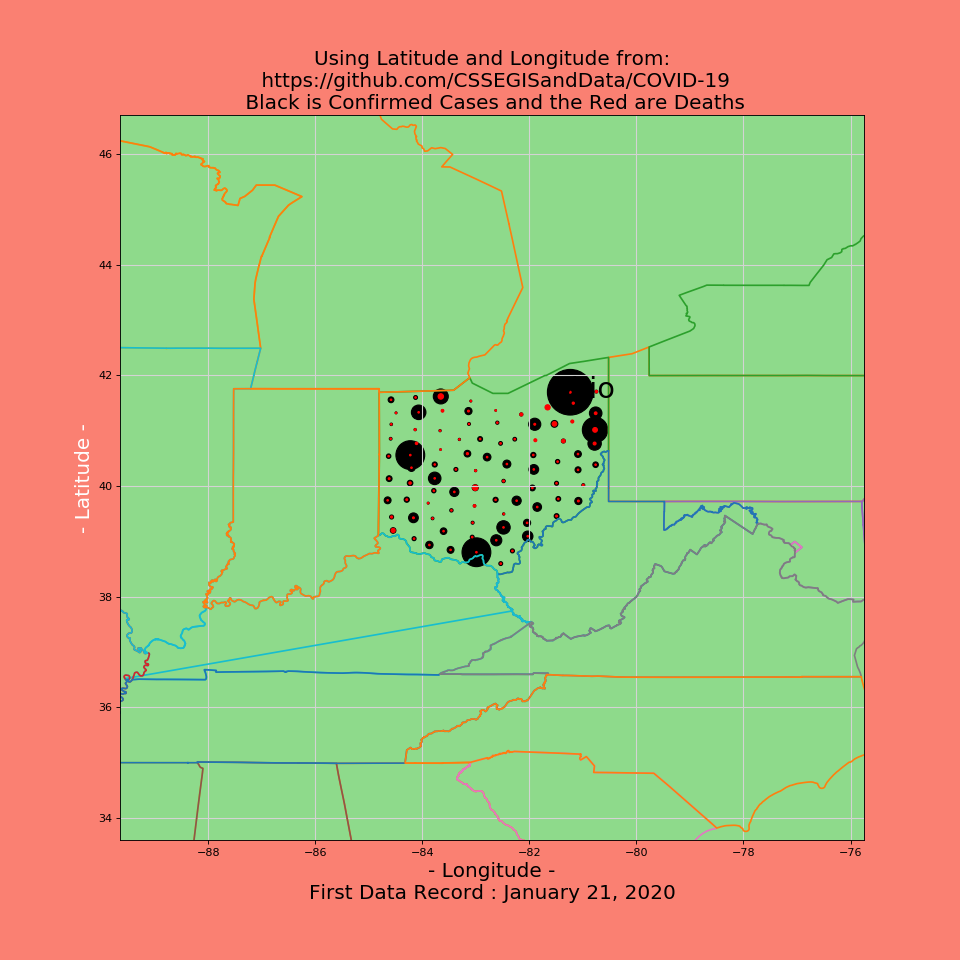 Using Latitude and Longitude from:
https://github.com/CSSEGISandData/COVID-19
Black is Confirmed Cases and the Red are Deaths
46
44
42
40
38
36
34
- Latitude -
io
−88 −86 −84 −82 −80 −78 −76
- Longitude -
First Data Record : January 21, 2020